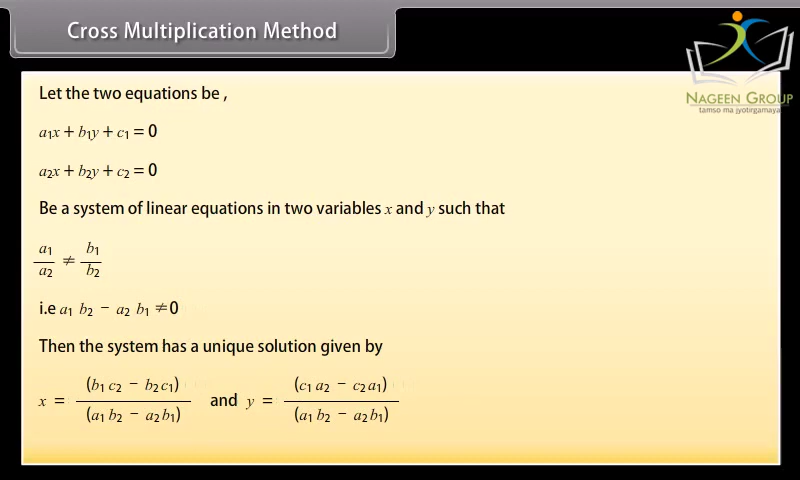 Cross Multiplication Method
NAGEEN GROUP
tamso ma jyotirgamaya
Let the two equations be ,
a₁x + b₁y + c₁ = 0
a₂x + b₂y + c₂ = 0
Be a system of linear equations in two variables x and y such that
a₁/a₂ ≠ b₁/b₂
i.e a₁ b₂ − a₂ b₁ ≠ 0
Then the system has a unique solution given by
x = (b₁ c₂ − b₂ c₁) / (a₁ b₂ − a₂ b₁) and y = (c₁ a₂ − c₂ a₁) / (a₁ b₂ − a₂ b₁)